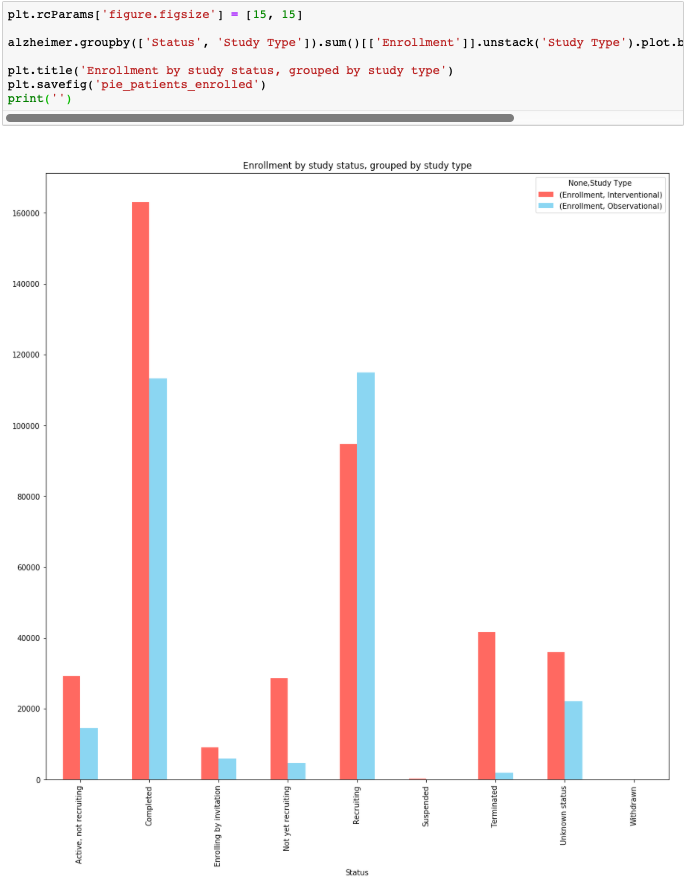 plt.rcParams['figure.figsize'] = [15, 15]
alzheimer.groupby(['Status', 'Study Type']).sum()[['Enrollment']].unstack('Study Type').plot.b
plt.title('Enrollment by study status, grouped by study type')
plt.savefig('pie_patients_enrolled')
print('')
Enrollment by study status, grouped by study type
None,Study Type
(Enrollment, Interventional)
(Enrollment, Observational)
160000
140000
120000
100000
80000
60000
40000
20000
0
Active, not recruiting
Completed
Enrolling by invitation
Not yet recruiting
Recruiting
Suspended
Terminated
Unknown status
Withdrawn
Status